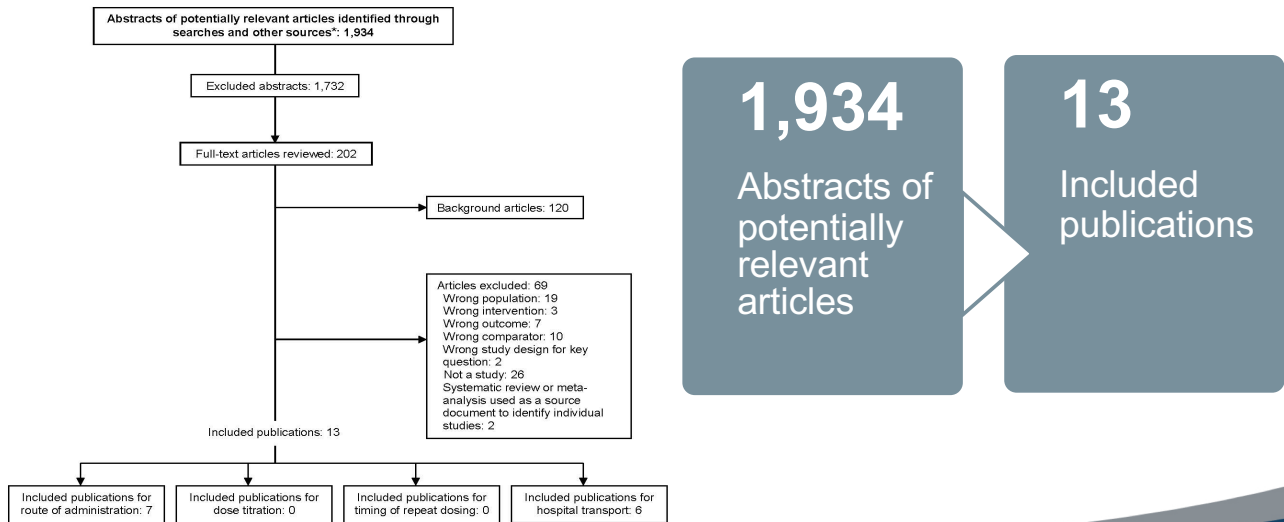 Abstracts of potentially relevant articles identified through
searches and other sources*: 1,934
Excluded abstracts: 1,732
Full-text articles reviewed: 202
Background articles: 120
Articles excluded: 69
Wrong population: 19
Wrong intervention: 3
Wrong outcome: 7
Wrong comparator: 10
Wrong study design for key
question: 2
Not a study: 26
Systematic review or meta-
analysis used as a source
document to identify individual
studies: 2
Included publications: 13
Included publications for
route of administration: 7
Included publications for
dose titration: 0
Included publications for
timing of repeat dosing: 0
Included publications for
hospital transport: 6
1,934
Abstracts of
potentially
relevant
articles
13
Included
publications